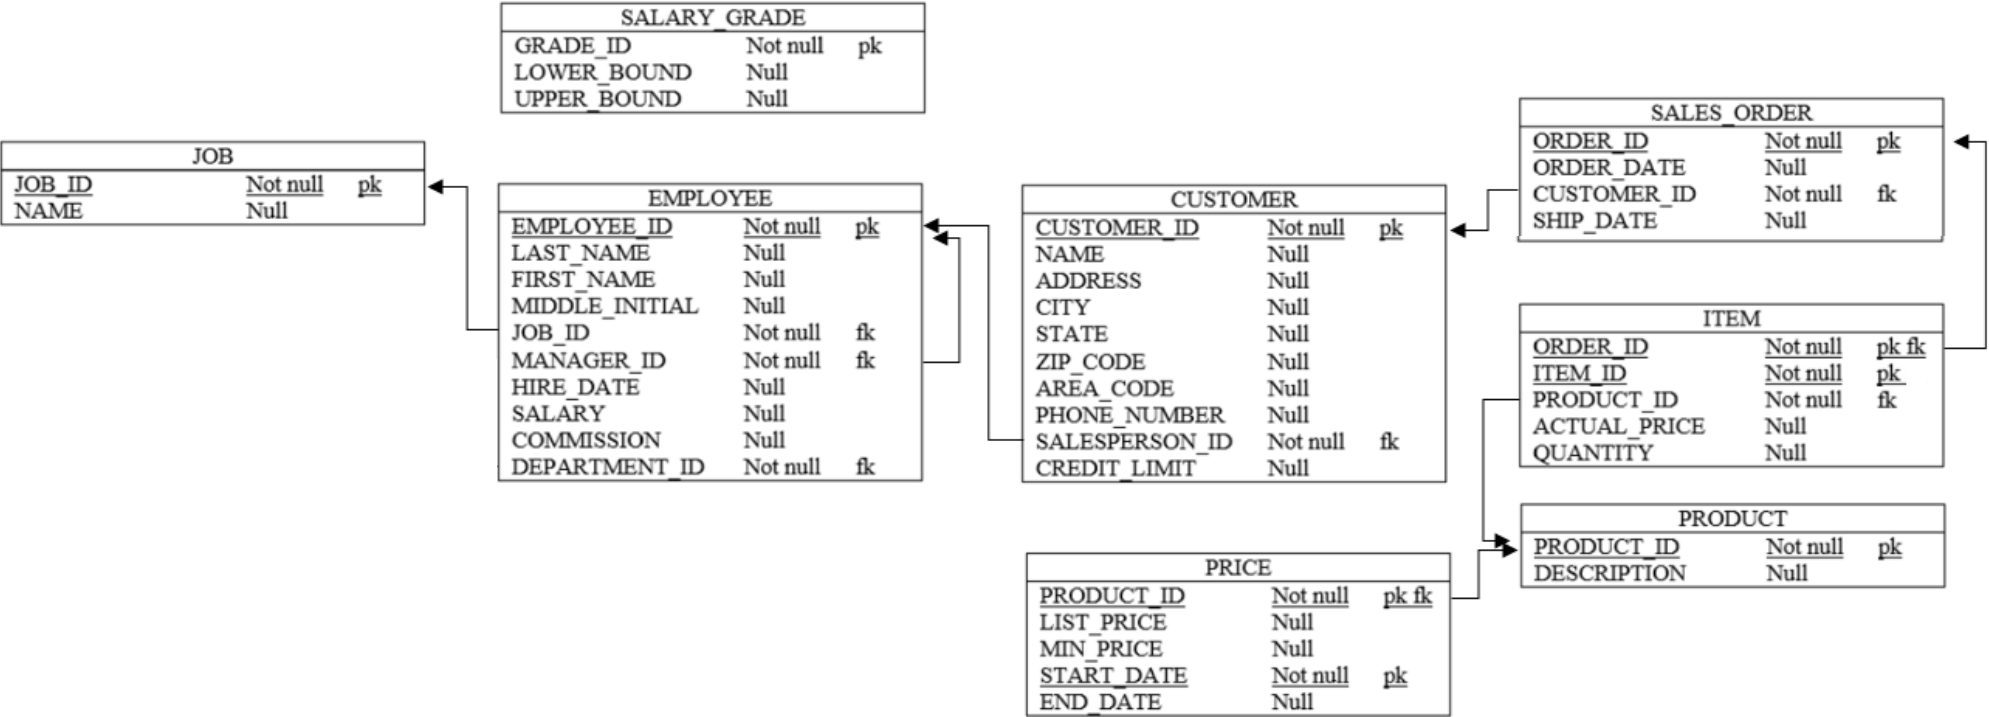 SALARY_GRADE
GRADE_ID Not null pk
LOWER_BOUND Null
UPPER_BOUND Null
JOB
JOB_ID Not null pk
NAME Null
EMPLOYEE
EMPLOYEE_ID Not null pk
LAST_NAME Null
FIRST_NAME Null
MIDDLE_INITIAL Null
JOB_ID Not null fk
MANAGER_ID Not null fk
HIRE_DATE Null
SALARY Null
COMMISSION Null
DEPARTMENT_ID Not null fk
CUSTOMER
CUSTOMER_ID Not null pk
NAME Null
ADDRESS Null
CITY Null
STATE Null
ZIP_CODE Null
AREA_CODE Null
PHONE_NUMBER Null
SALESPERSON_ID Not null fk
CREDIT_LIMIT Null
SALES_ORDER
ORDER_ID Not null pk
ORDER_DATE Null
CUSTOMER_ID Not null fk
SHIP_DATE Null
ITEM
ORDER_ID Not null pk fk
ITEM_ID Not null pk
PRODUCT_ID Not null fk
ACTUAL_PRICE Null
QUANTITY Null
PRODUCT
PRODUCT_ID Not null pk
DESCRIPTION Null
PRICE
PRODUCT_ID Not null pk fk
LIST_PRICE Null
MIN_PRICE Null
START_DATE Not null pk
END_DATE Null